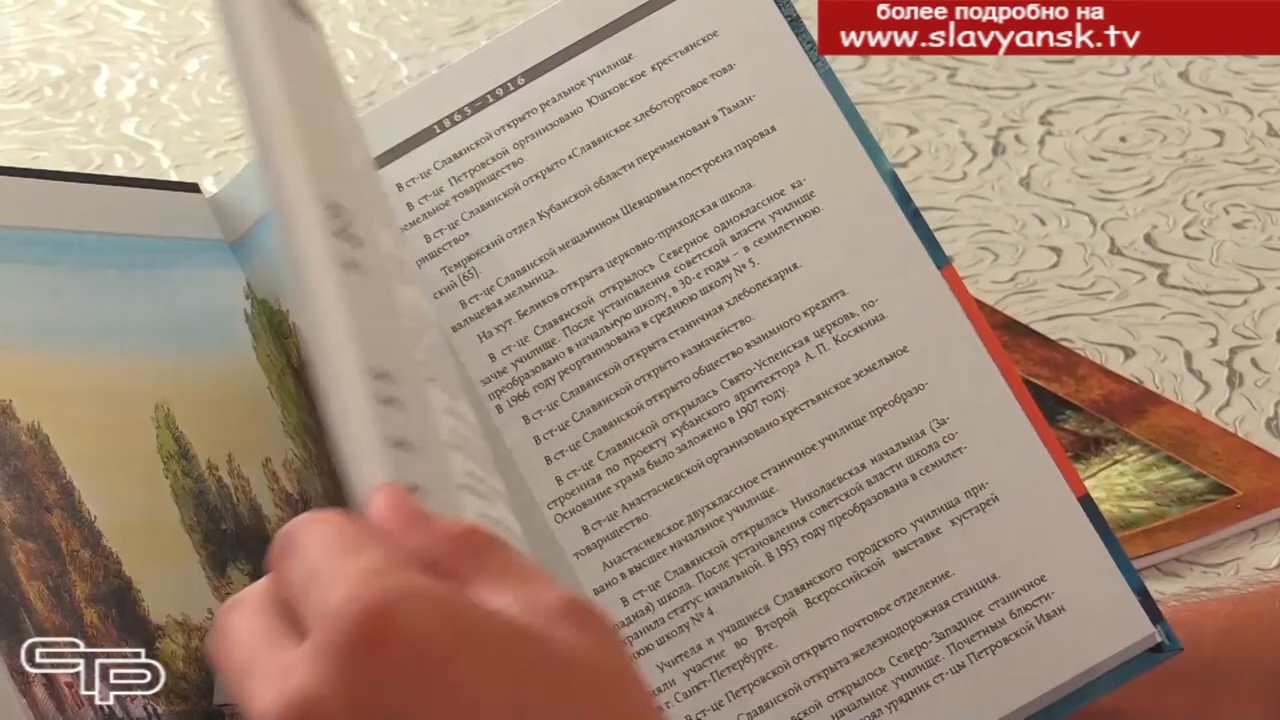 более подробно на
www.slavyansk.tv
1865–1916
В ст-це Славянской открыто реальное училище.
В ст-це Петровской организовано Юшковское крестьянское
земельное товарищество.
В ст-це Славянской открыто «Славянское хлеботорговое това-
рищество».
Темрюкский отдел Кубанской области переименован в Таман-
ский [65].
В ст-це Славянской мещанином Шевцовым построена паровая
вальцевая мельница.
На хут. Беликов открыта церковно-приходская школа.
В ст-це Славянской открылось Северное одноклассное ка-
зачье училище. После установления советской власти училище
преобразовано в начальную школу, в 30-е годы – в семилетнюю.
В 1966 году реорганизована в среднюю школу № 5.
В ст-це Славянской открыта станичная хлебопекарня.
В ст-це Славянской открыто казначейство.
В ст-це Славянской открыто общество взаимного кредита.
В ст-це Славянской открылась Свято-Успенская церковь, по-
строенная по проекту кубанского архитектора А. П. Косякина.
Основание храма было заложено в 1907 году.
В ст-це Анастасиевской организовано крестьянское земельное
товарищество.
Анастасиевское двухклассное станичное училище преобразо-
вано в высшее начальное училище.
В ст-це Славянской открылась Николаевская начальная (За-
падная) школа. После установления советской власти школа со-
хранила статус начальной. В 1953 году преобразована в семилет-
нюю школу № 4.
Учителя и учащиеся Славянского городского училища при-
няли участие во Второй Всероссийской выставке кустарей
в г. Санкт-Петербурге.
В ст-це Петровской открыто почтовое отделение.
Славянской открыта железнодорожная станция.
открылось Северо-Западное станичное
начальное училище. Почетным блюсти-
урядник ст-цы Петровской Иван
СТР